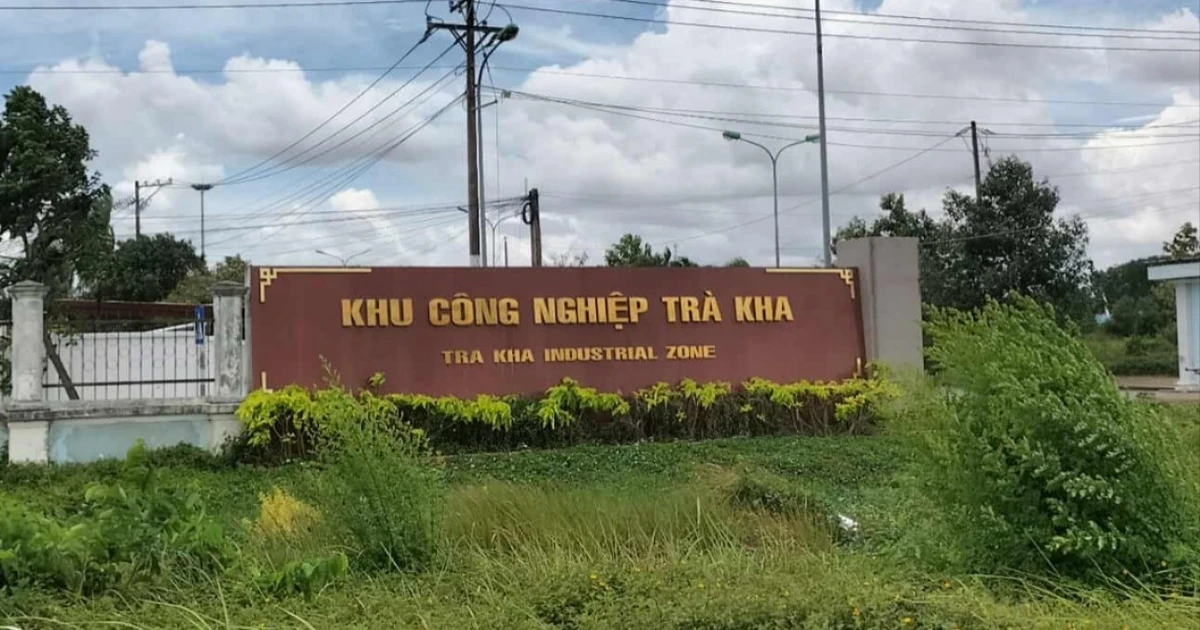 KHU CÔNG NGHIỆP TRÀ KHA
TRA KHA INDUSTRIAL ZONE